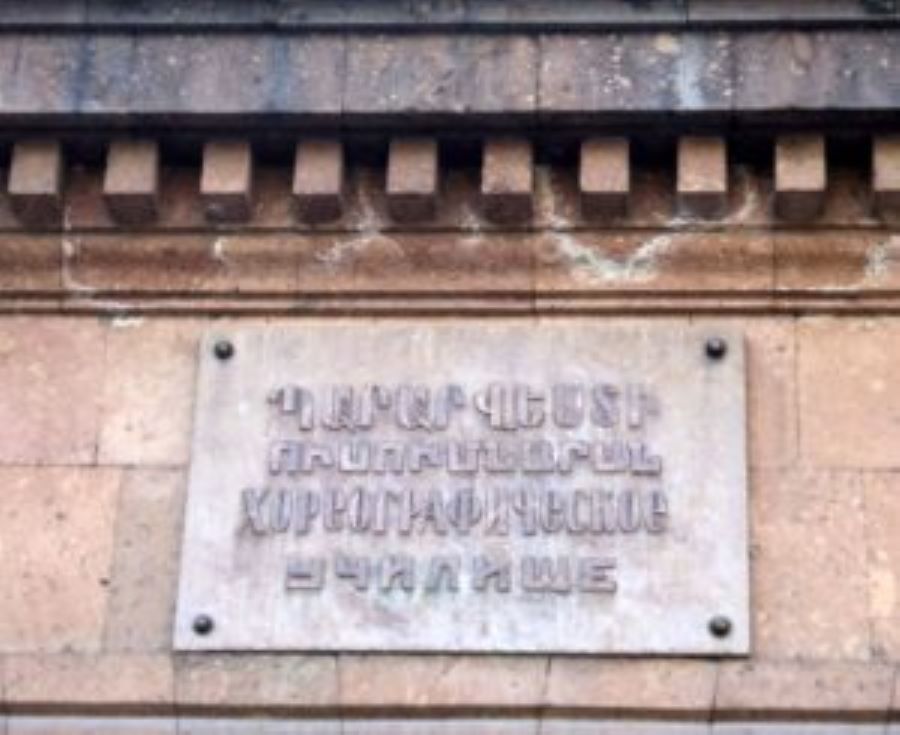 ՊԱՐԱՐՎԵՍՏԻ
ՈՒՍՈՒՄՆԱՐԱՆ
ХОРЕОГРАФИЧЕСКОЕ
УЧИЛИЩЕ